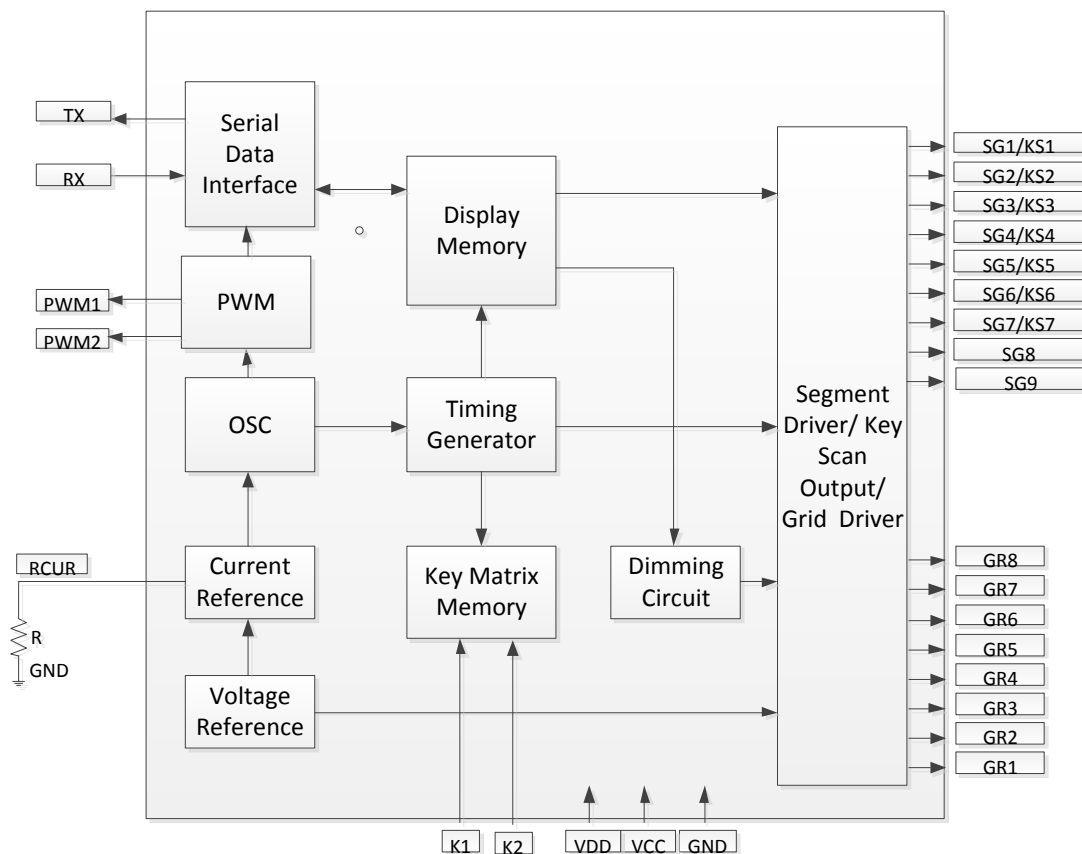 TX
RX
PWM1
PWM2
RCUR
R
GND
Serial
Data
Interface
PWM
OSC
Current
Reference
Voltage
Reference
Display
Memory
Timing
Generator
Key Matrix
Memory
Dimming
Circuit
Segment
Driver/ Key
Scan
Output/
Grid Driver
SG1/KS1
SG2/KS2
SG3/KS3
SG4/KS4
SG5/KS5
SG6/KS6
SG7/KS7
SG8
SG9
GR8
GR7
GR6
GR5
GR4
GR3
GR2
GR1
K1
K2
VDD
VCC
GND